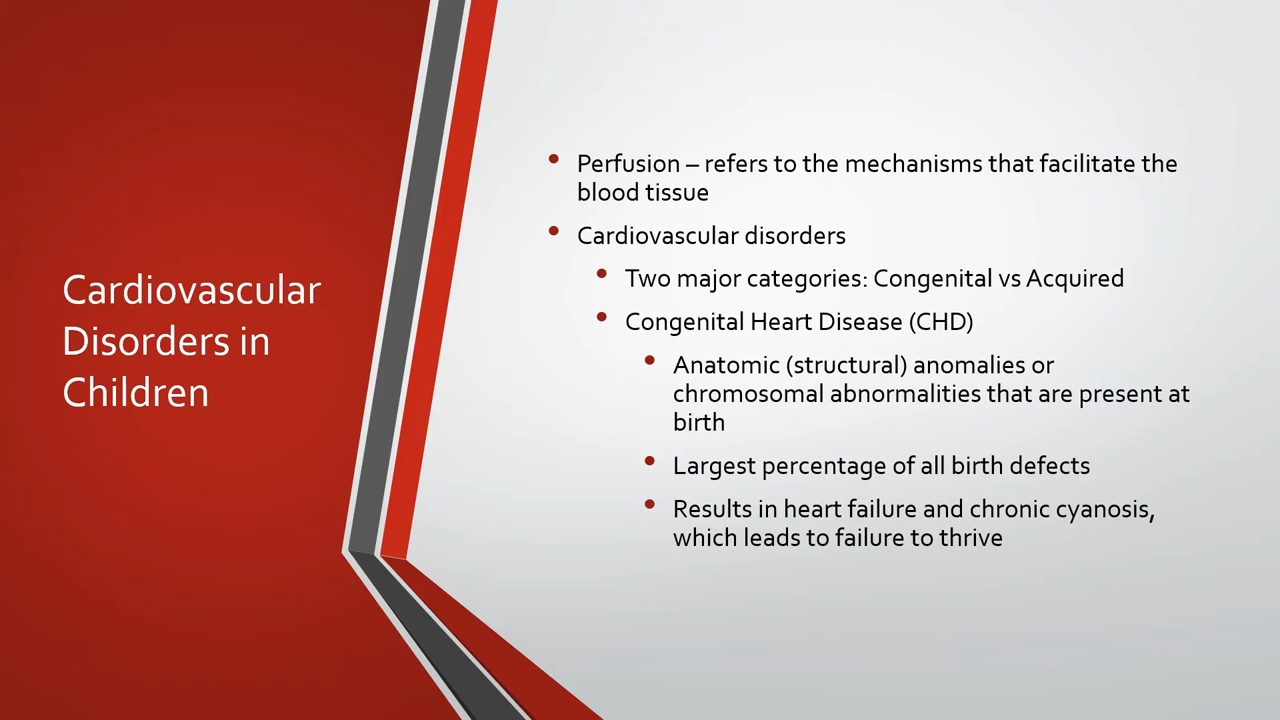 Cardiovascular
Disorders in
Children
• Perfusion – refers to the mechanisms that facilitate the
blood tissue
• Cardiovascular disorders
• Two major categories: Congenital vs Acquired
• Congenital Heart Disease (CHD)
• Anatomic (structural) anomalies or
chromosomal abnormalities that are present at
birth
• Largest percentage of all birth defects
• Results in heart failure and chronic cyanosis,
which leads to failure to thrive